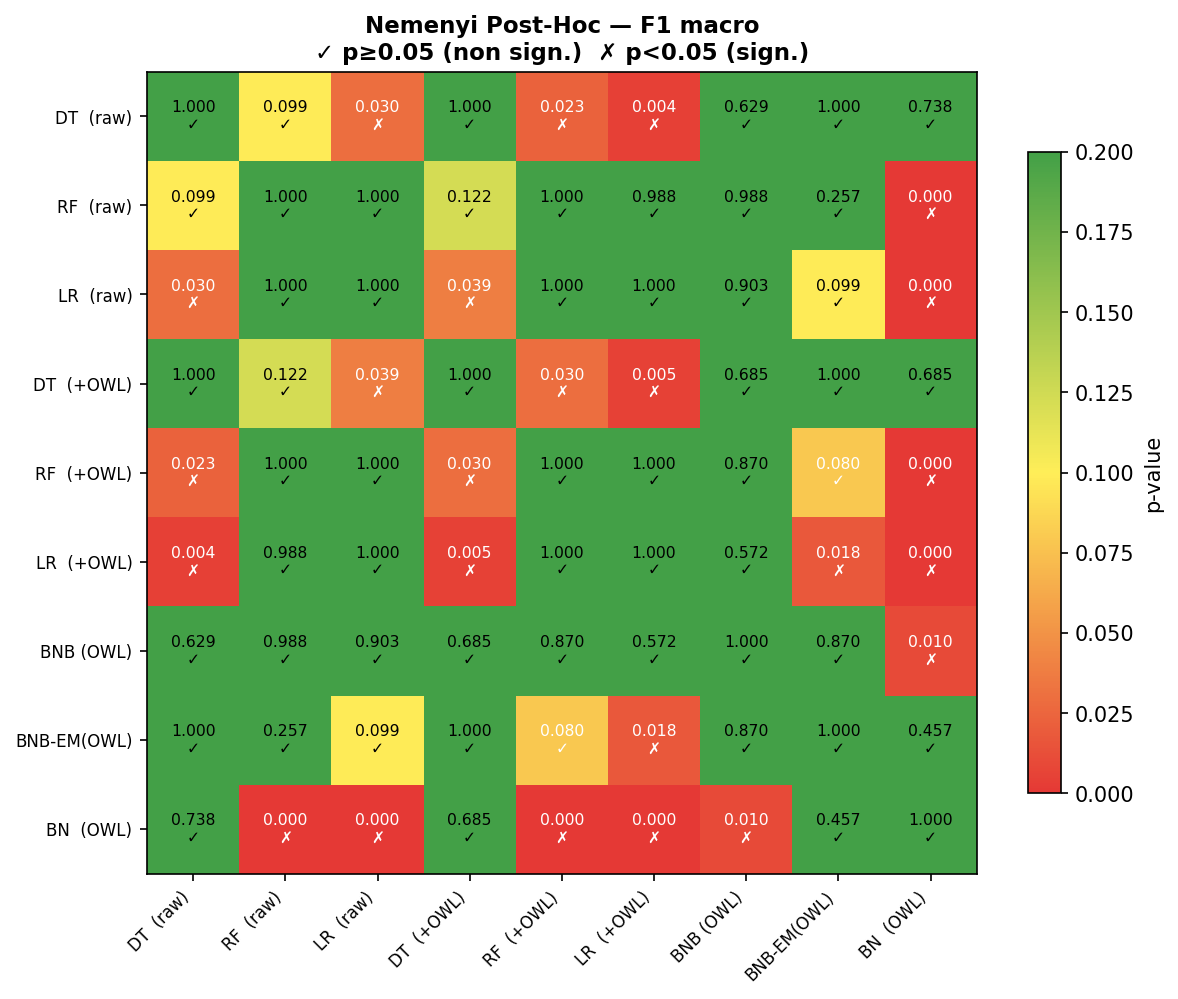 Nemenyi Post-Hoc — F1 macro
✓ p≥0.05 (non sign.)  ✗ p<0.05 (sign.)
DT (raw) 1.000 0.099 0.030 1.000 0.023 0.004 0.629 1.000 0.738
✓ ✓ ✗ ✓ ✗ ✗ ✓ ✓ ✓
RF (raw) 0.099 1.000 1.000 0.122 1.000 0.988 0.988 0.257 0.000
✓ ✓ ✓ ✓ ✓ ✓ ✓ ✓ ✗
LR (raw) 0.030 1.000 1.000 0.039 1.000 1.000 0.903 0.099 0.000
✗ ✓ ✓ ✗ ✓ ✓ ✓ ✓ ✗
DT (+OWL) 1.000 0.122 0.039 1.000 0.030 0.005 0.685 1.000 0.685
✓ ✓ ✗ ✓ ✗ ✗ ✓ ✓ ✓
RF (+OWL) 0.023 1.000 1.000 0.030 1.000 1.000 0.870 0.080 0.000
✗ ✓ ✓ ✗ ✓ ✓ ✓ ✓ ✗
LR (+OWL) 0.004 0.988 1.000 0.005 1.000 1.000 0.572 0.018 0.000
✗ ✓ ✓ ✗ ✓ ✓ ✓ ✗ ✗
BNB (OWL) 0.629 0.988 0.903 0.685 0.870 0.572 1.000 0.870 0.010
✓ ✓ ✓ ✓ ✓ ✓ ✓ ✓ ✗
BNB-EM(OWL) 1.000 0.257 0.099 1.000 0.080 0.018 0.870 1.000 0.457
✓ ✓ ✓ ✓ ✓ ✗ ✓ ✓ ✓
BN (OWL) 0.738 0.000 0.000 0.685 0.000 0.000 0.010 0.457 1.000
✓ ✗ ✗ ✓ ✗ ✗ ✗ ✓ ✓
DT (raw)
RF (raw)
LR (raw)
DT (+OWL)
RF (+OWL)
LR (+OWL)
BNB (OWL)
BNB-EM(OWL)
BN (OWL)
0.200
0.175
0.150
0.125
0.100
0.075
0.050
0.025
0.000
p-value